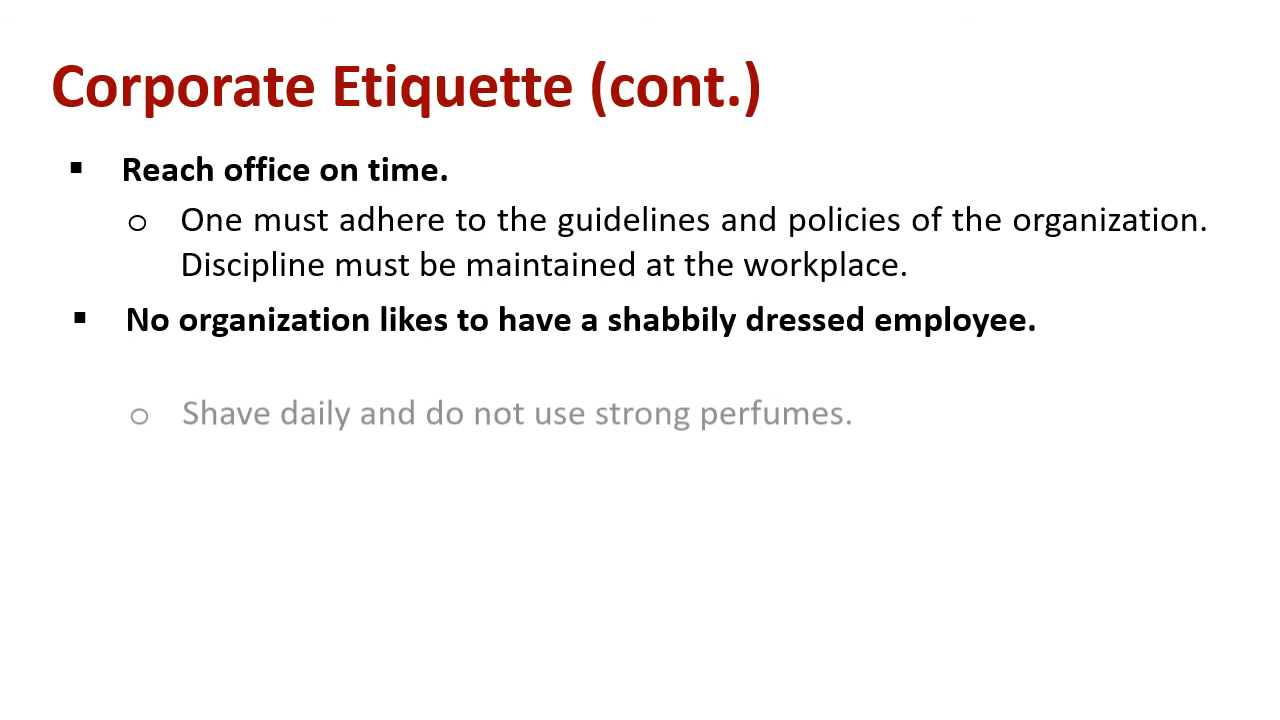 Corporate Etiquette (cont.)
▪ Reach office on time.
o One must adhere to the guidelines and policies of the organization.
Discipline must be maintained at the workplace.
▪ No organization likes to have a shabbily dressed employee.
o Shave daily and do not use strong perfumes.